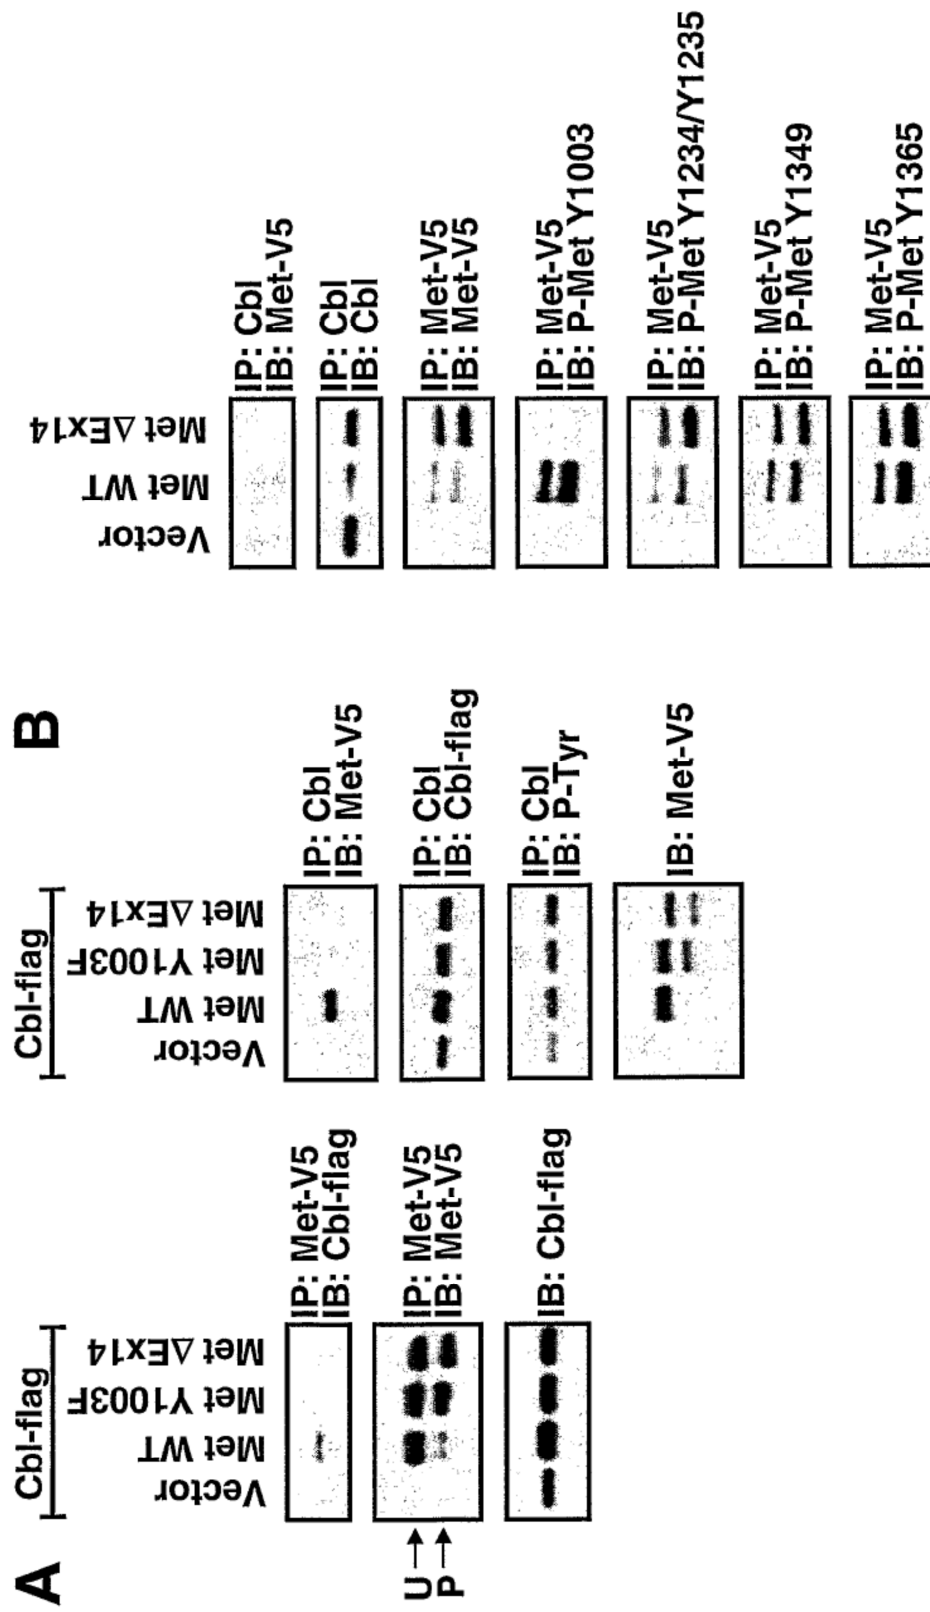 A
Cbl-flag
Vector
Met WT
Met Y1003F
Met ΔEx14
IP: Met-V5
IB: Cbl-flag
U
P
IP: Met-V5
IB: Met-V5
IB: Cbl-flag
Cbl-flag
Vector
Met WT
Met Y1003F
Met ΔEx14
IP: Cbl
IB: Met-V5
IP: Cbl
IB: Cbl-flag
IP: Cbl
IB: P-Tyr
IB: Met-V5
B
Vector
Met WT
Met ΔEx14
IP: Cbl
IB: Met-V5
IP: Cbl
IB: Cbl
IP: Met-V5
IB: Met-V5
IP: Met-V5
IB: P-Met Y1003
IP: Met-V5
IB: P-Met Y1234/Y1235
IP: Met-V5
IB: P-Met Y1349
IP: Met-V5
IB: P-Met Y1365